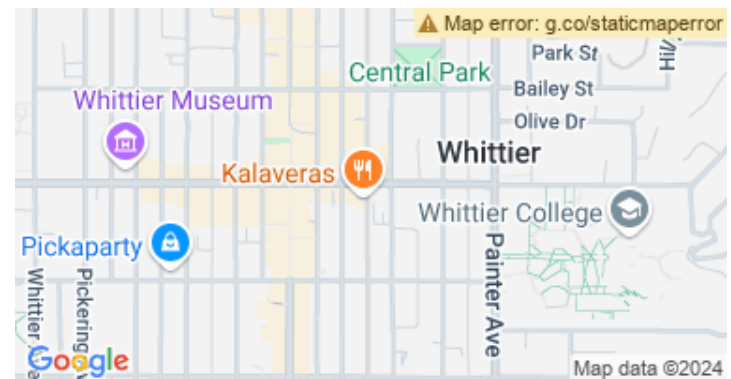 Map error: g.co/staticmaperror
Park St
Central Park
Bailey St
Whittier Museum
Olive Dr
Whittier
Kalaveras
Whittier College
Pickaparty
Painter Ave
Whittier
Pickering
Google
Map data ©2024